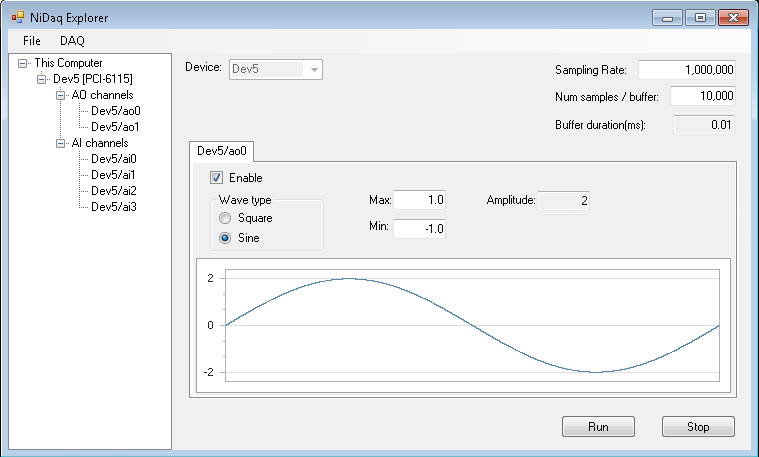 NiDaq Explorer
File DAQ
This Computer
Dev5 [PCI-6115]
AO channels
Dev5/ao0
Dev5/ao1
AI channels
Dev5/ai0
Dev5/ai1
Dev5/ai2
Dev5/ai3
Device: Dev5
Sampling Rate: 1,000,000
Num samples / buffer: 10,000
Buffer duration(ms): 0.01
Dev5/ao0
Enable
Wave type
Square
Sine
Max: 1.0
Min: -1.0
Amplitude: 2
2
0
-2
Run Stop